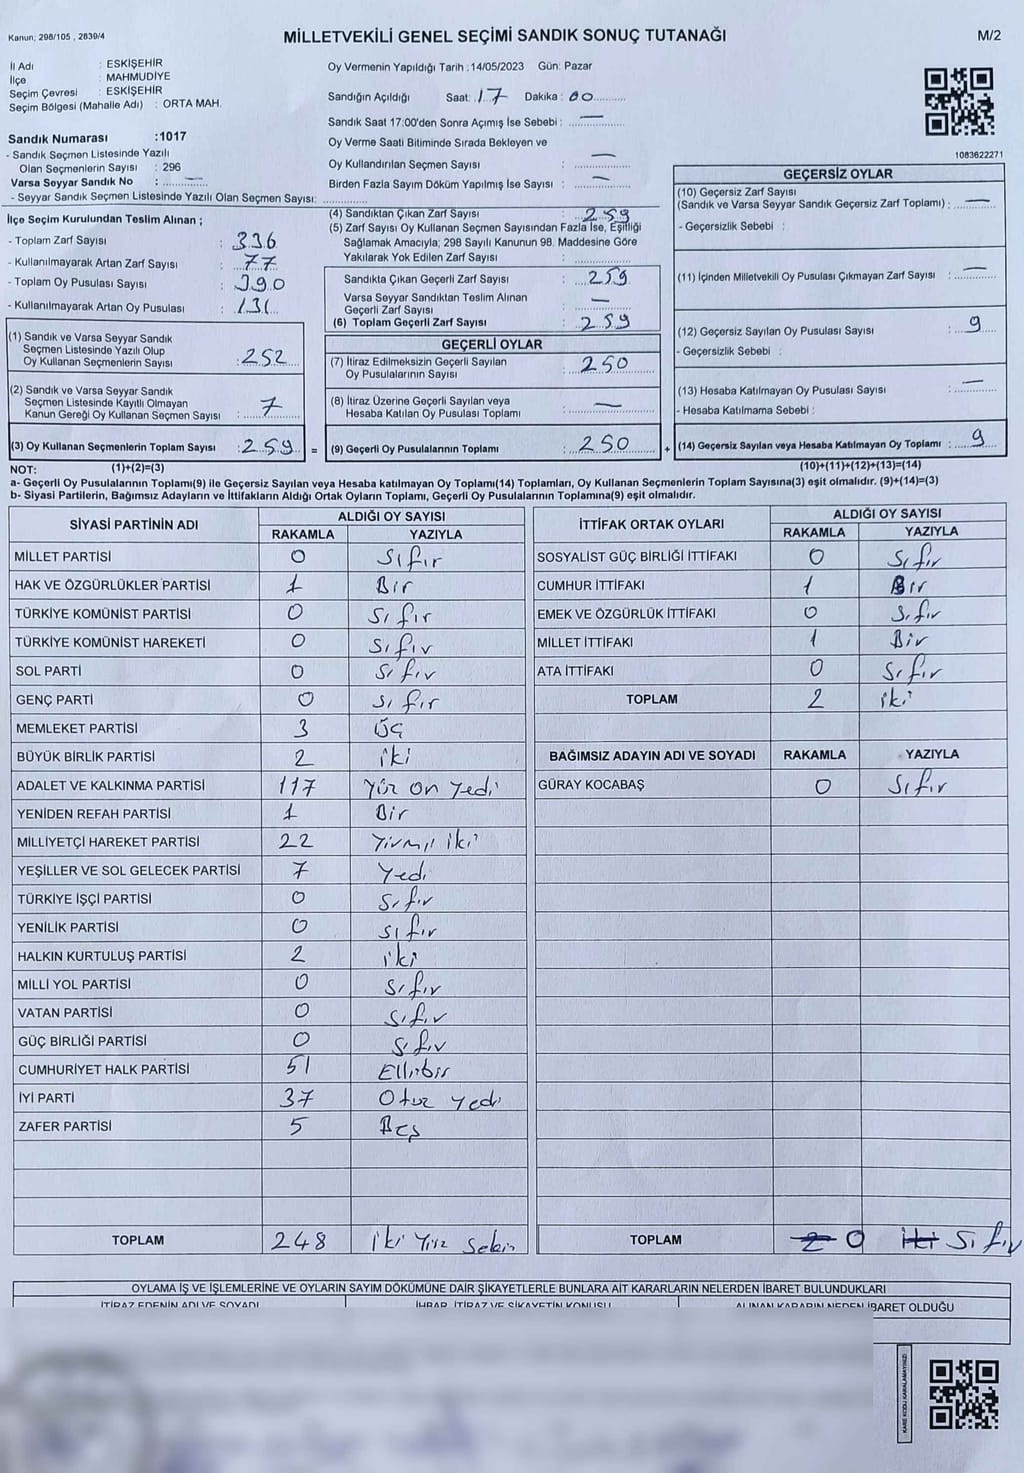 Kanun; 298/105 , 2839/4
MİLLETVEKİLİ GENEL SEÇİMİ SANDIK SONUÇ TUTANAĞI
M/2
İl Adı : ESKİŞEHİR
İlçe : MAHMUDİYE
Seçim Çevresi : ESKİŞEHİR
Seçim Bölgesi (Mahalle Adı) : ORTA MAH.
Sandık Numarası :1017
- Sandık Seçmen Listesinde Yazılı
Olan Seçmenlerin Sayısı : 296
Varsa Seyyar Sandık No : —
- Seyyar Sandık Seçmen Listesinde Yazılı Olan Seçmen Sayısı:
Oy Vermenin Yapıldığı Tarih :14/05/2023 Gün: Pazar
Sandığın Açıldığı Saat: 17 Dakika: 00
Sandık Saat 17:00'den Sonra Açımış İse Sebebi : —
Oy Verme Saati Bitiminde Sırada Bekleyen ve
Oy Kullandırılan Seçmen Sayısı : —
Birden Fazla Sayım Döküm Yapılmış İse Sayısı : —
1083622271
İlçe Seçim Kurulundan Teslim Alınan ;
- Toplam Zarf Sayısı : 336
- Kullanılmayarak Artan Zarf Sayısı : 77
- Toplam Oy Pusulası Sayısı : 390
- Kullanılmayarak Artan Oy Pusulası : 131
(1) Sandık ve Varsa Seyyar Sandık
Seçmen Listesinde Yazılı Olup
Oy Kullanan Seçmenlerin Sayısı : 252
(2) Sandık ve Varsa Seyyar Sandık
Seçmen Listesinde Kayıtlı Olmayan
Kanun Gereği Oy Kullanan Seçmen Sayısı : 7
(3) Oy Kullanan Seçmenlerin Toplam Sayısı : 259 =
(4) Sandıktan Çıkan Zarf Sayısı : 259
(5) Zarf Sayısı Oy Kullanan Seçmen Sayısından Fazla İse, Eşitliği
Sağlamak Amacıyla; 298 Sayılı Kanunun 98. Maddesine Göre
Yakılarak Yok Edilen Zarf Sayısı :
Sandıkta Çıkan Geçerli Zarf Sayısı : 259
Varsa Seyyar Sandıktan Teslim Alınan
Geçerli Zarf Sayısı : —
(6) Toplam Geçerli Zarf Sayısı : 259
GEÇERLİ OYLAR
(7) İtiraz Edilmeksizin Geçerli Sayılan
Oy Pusulalarının Sayısı : 250
(8) İtiraz Üzerine Geçerli Sayılan veya
Hesaba Katılan Oy Pusulası Toplamı : —
(9) Geçerli Oy Pusulalarının Toplamı : 250 +
GEÇERSİZ OYLAR
(10) Geçersiz Zarf Sayısı
(Sandık ve Varsa Seyyar Sandık Geçersiz Zarf Toplamı) : —
- Geçersizlik Sebebi :
(11) İçinden Milletvekili Oy Pusulası Çıkmayan Zarf Sayısı : —
(12) Geçersiz Sayılan Oy Pusulası Sayısı : 9
- Geçersizlik Sebebi :
(13) Hesaba Katılmayan Oy Pusulası Sayısı : —
- Hesaba Katılmama Sebebi :
(14) Geçersiz Sayılan veya Hesaba Katılmayan Oy Toplamı : 9
NOT: (1)+(2)=(3) (10)+(11)+(12)+(13)=(14)
a- Geçerli Oy Pusulalarının Toplamı(9) ile Geçersiz Sayılan veya Hesaba katılmayan Oy Toplamı(14) Toplamları, Oy Kullanan Seçmenlerin Toplam Sayısına(3) eşit olmalıdır. (9)+(14)=(3)
b- Siyasi Partilerin, Bağımsız Adayların ve İttifakların Aldığı Ortak Oyların Toplamı, Geçerli Oy Pusulalarının Toplamına(9) eşit olmalıdır.
SİYASİ PARTİNİN ADI ALDIĞI OY SAYISI
RAKAMLA YAZIYLA
MİLLET PARTİSİ 0 Sıfır
HAK VE ÖZGÜRLÜKLER PARTİSİ 1 Bir
TÜRKİYE KOMÜNİST PARTİSİ 0 Sıfır
TÜRKİYE KOMÜNİST HAREKETİ 0 Sıfır
SOL PARTİ 0 Sıfır
GENÇ PARTİ 0 Sıfır
MEMLEKET PARTİSİ 3 Üç
BÜYÜK BİRLİK PARTİSİ 2 iki
ADALET VE KALKINMA PARTİSİ 117 Yüz on yedi
YENİDEN REFAH PARTİSİ 1 Bir
MİLLİYETÇİ HAREKET PARTİSİ 22 Yirmi iki
YEŞİLLER VE SOL GELECEK PARTİSİ 7 Yedi
TÜRKİYE İŞÇİ PARTİSİ 0 Sıfır
YENİLİK PARTİSİ 0 Sıfır
HALKIN KURTULUŞ PARTİSİ 2 iki
MİLLİ YOL PARTİSİ 0 Sıfır
VATAN PARTİSİ 0 Sıfır
GÜÇ BİRLİĞİ PARTİSİ 0 Sıfır
CUMHURİYET HALK PARTİSİ 51 Ellibir
İYİ PARTİ 37 Otuz yedi
ZAFER PARTİSİ 5 Beş
TOPLAM 248 iki Yüz
İTTİFAK ORTAK OYLARI ALDIĞI OY SAYISI
RAKAMLA YAZIYLA
SOSYALİST GÜÇ BİRLİĞİ İTTİFAKI 0 Sıfır
CUMHUR İTTİFAKI 1 Bir
EMEK VE ÖZGÜRLÜK İTTİFAKI 0 Sıfır
MİLLET İTTİFAKI 1 Bir
ATA İTTİFAKI 0 Sıfır
TOPLAM 2 iki
BAĞIMSIZ ADAYIN ADI VE SOYADI RAKAMLA YAZIYLA
GÜRAY KOCABAŞ 0 Sıfır
TOPLAM 2 0 iki Sıfır
OYLAMA İŞ VE İŞLEMLERİNE VE OYLARIN SAYIM DÖKÜMÜNE DAİR ŞİKAYETLERLE BUNLARA AİT KARARLARIN NELERDEN İBARET BULUNDUKLARI
İTİRAZ EDENİN ADI VE SOYADI İHBAR, İTİRAZ VE ŞİKAYETİN KONUSU ALINAN KARARIN NEDEN İBARET OLDUĞU
KARE KODU KARALAMAYINIZ!